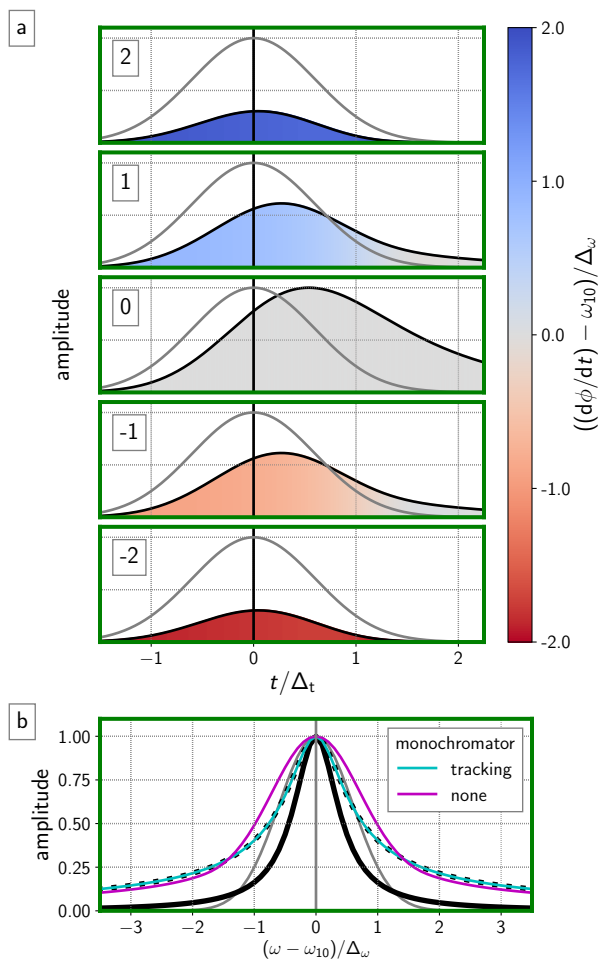 a
2
1
0
-1
-2
amplitude
−1 0 1 2
t/Δt
2.0
1.0
0.0
-1.0
-2.0
((dϕ/dt) − ω10)/Δω
b
1.00
0.75
0.50
0.25
0.00
amplitude
monochromator
tracking
none
−3 −2 −1 0 1 2 3
(ω − ω10)/Δω